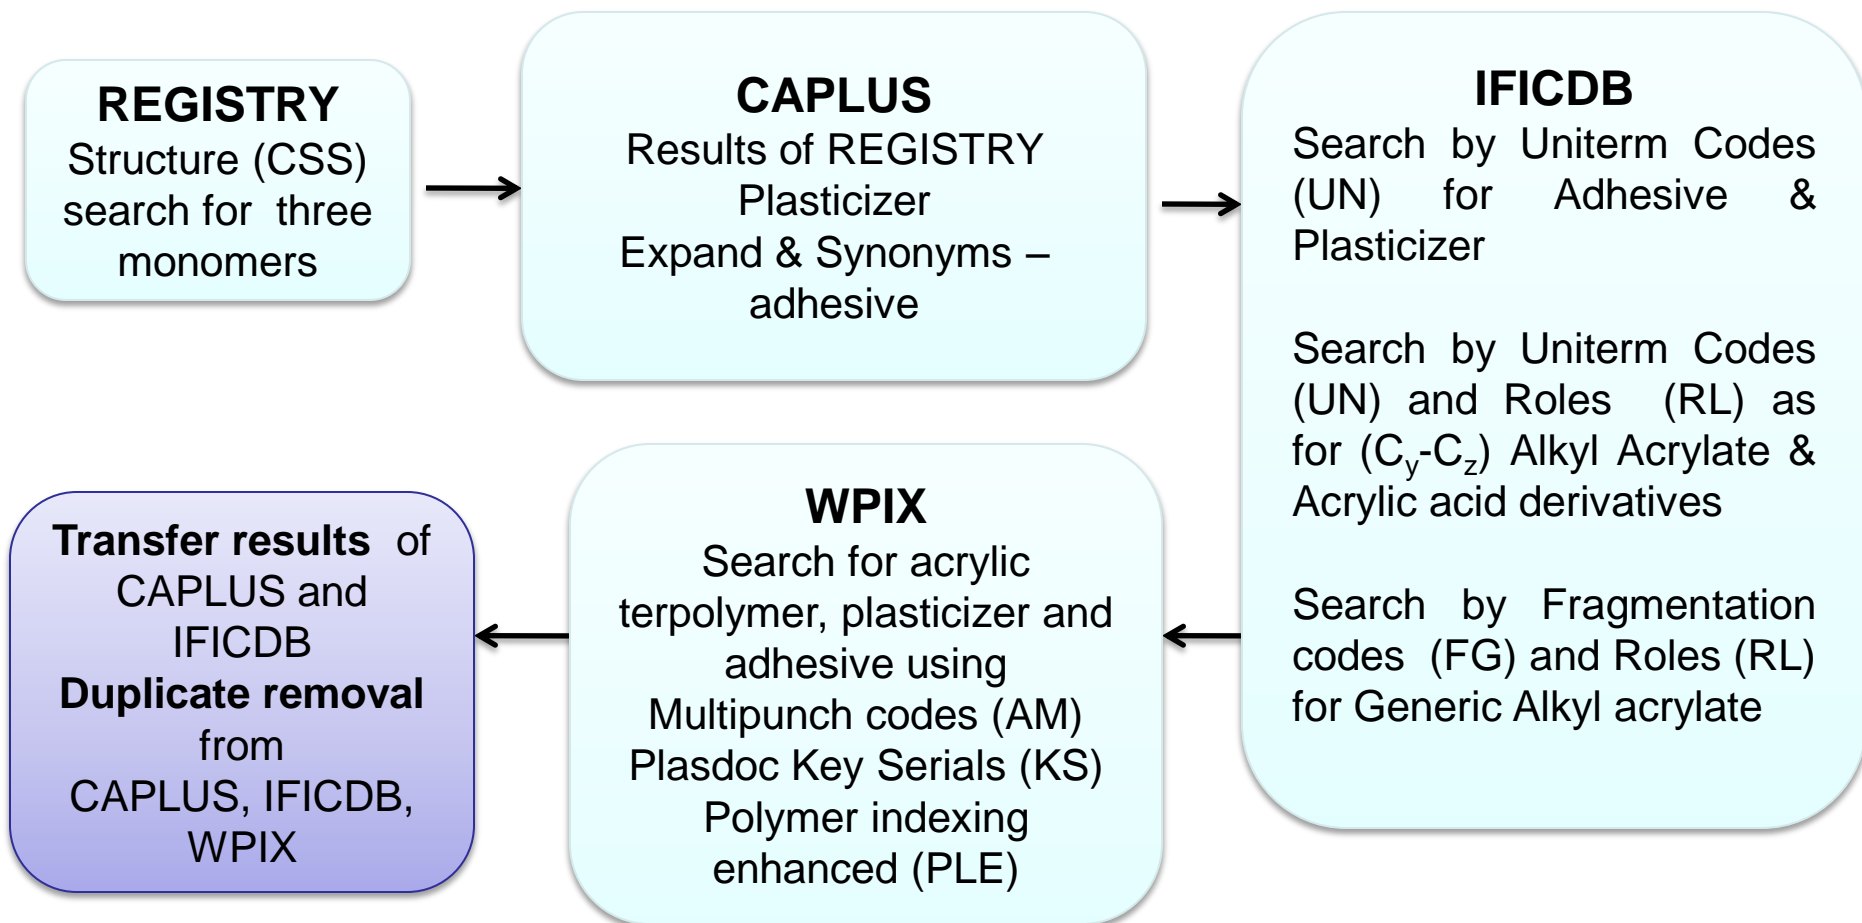 REGISTRY
Structure (CSS)
search for three
monomers
CAPLUS
Results of REGISTRY
Plasticizer
Expand & Synonyms –
adhesive
IFICDB
Search by Uniterm Codes
(UN) for Adhesive &
Plasticizer
Search by Uniterm Codes
(UN) and Roles (RL) as
for (Cy-Cz) Alkyl Acrylate &
Acrylic acid derivatives
Search by Fragmentation
codes (FG) and Roles (RL)
for Generic Alkyl acrylate
WPIX
Search for acrylic
terpolymer, plasticizer and
adhesive using
Multipunch codes (AM)
Plasdoc Key Serials (KS)
Polymer indexing
enhanced (PLE)
Transfer results of
CAPLUS and
IFICDB
Duplicate removal
from
CAPLUS, IFICDB,
WPIX